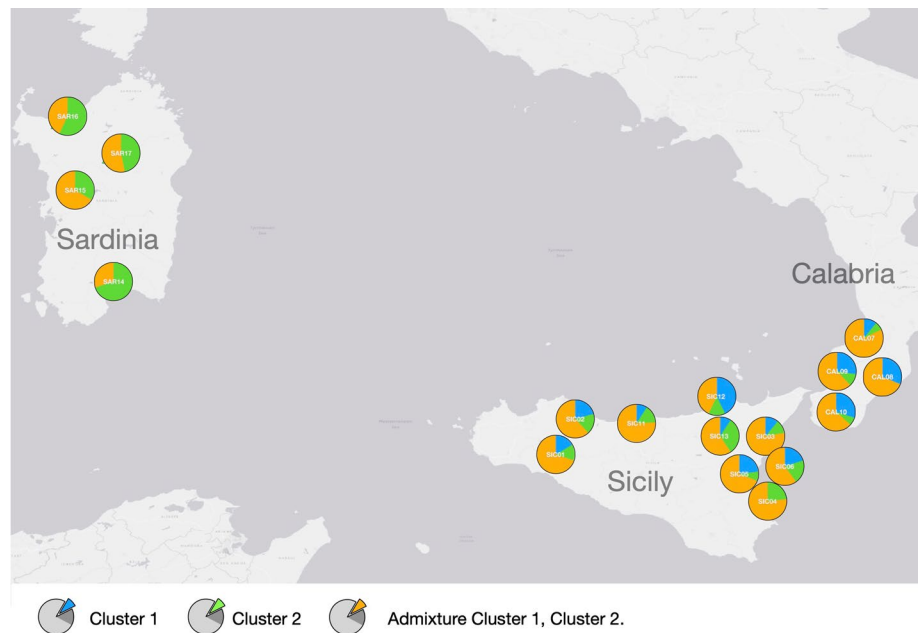 SAR16
SAR17
SAR15
Sardinia
SAR14
Calabria
CAL07
CAL09
CAL08
SIC12
CAL10
SIC02
SIC11
SIC13
SIC03
SIC01
SIC06
SIC05
Sicily
SIC04
Cluster 1
Cluster 2
Admixture Cluster 1, Cluster 2.